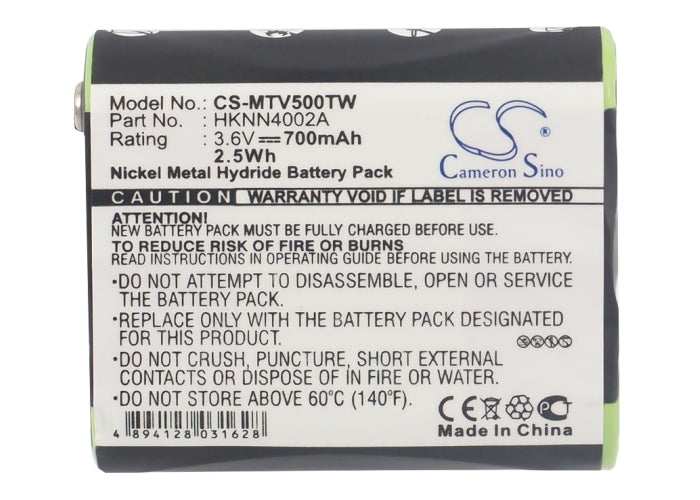 Model No.: CS-MTV500TW
Part No. : HKNN4002A
Rating : 3.6V 700mAh
2.5Wh
Nickel Metal Hydride Battery Pack
CS
Cameron Sino
CAUTION WARRANTY VOID IF LABEL IS REMOVED
ATTENTION!
NEW BATTERY PACK MUST BE FULLY CHARGED BEFORE USE.
TO REDUCE RISK OF FIRE OR BURNS
READ INSTRUCTIONS IN OPERATING GUIDE BEFORE USING THE BATTERY.
•DO NOT ATTEMPT TO DISASSEMBLE, OPEN OR SERVICE
THE BATTERY PACK.
•REPLACE ONLY WITH THE BATTERY PACK DESIGNATED
FOR THIS PRODUCT.
•DO NOT CRUSH, PUNCTURE, SHORT EXTERNAL
CONTACTS OR DISPOSE OF IN FIRE OR WATER.
•DO NOT STORE ABOVE 60°C (140°F).
CE
4 894128 031628
Made In China